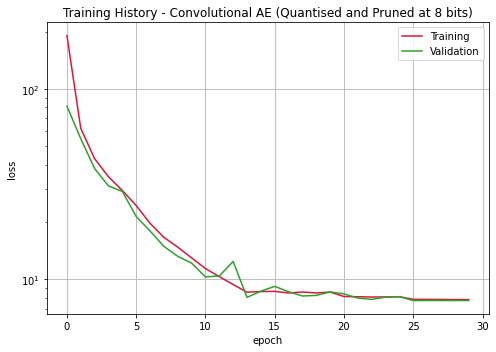 Training History - Convolutional AE (Quantised and Pruned at 8 bits)
Training
Validation
10²
10¹
loss
0 5 10 15 20 25 30
epoch